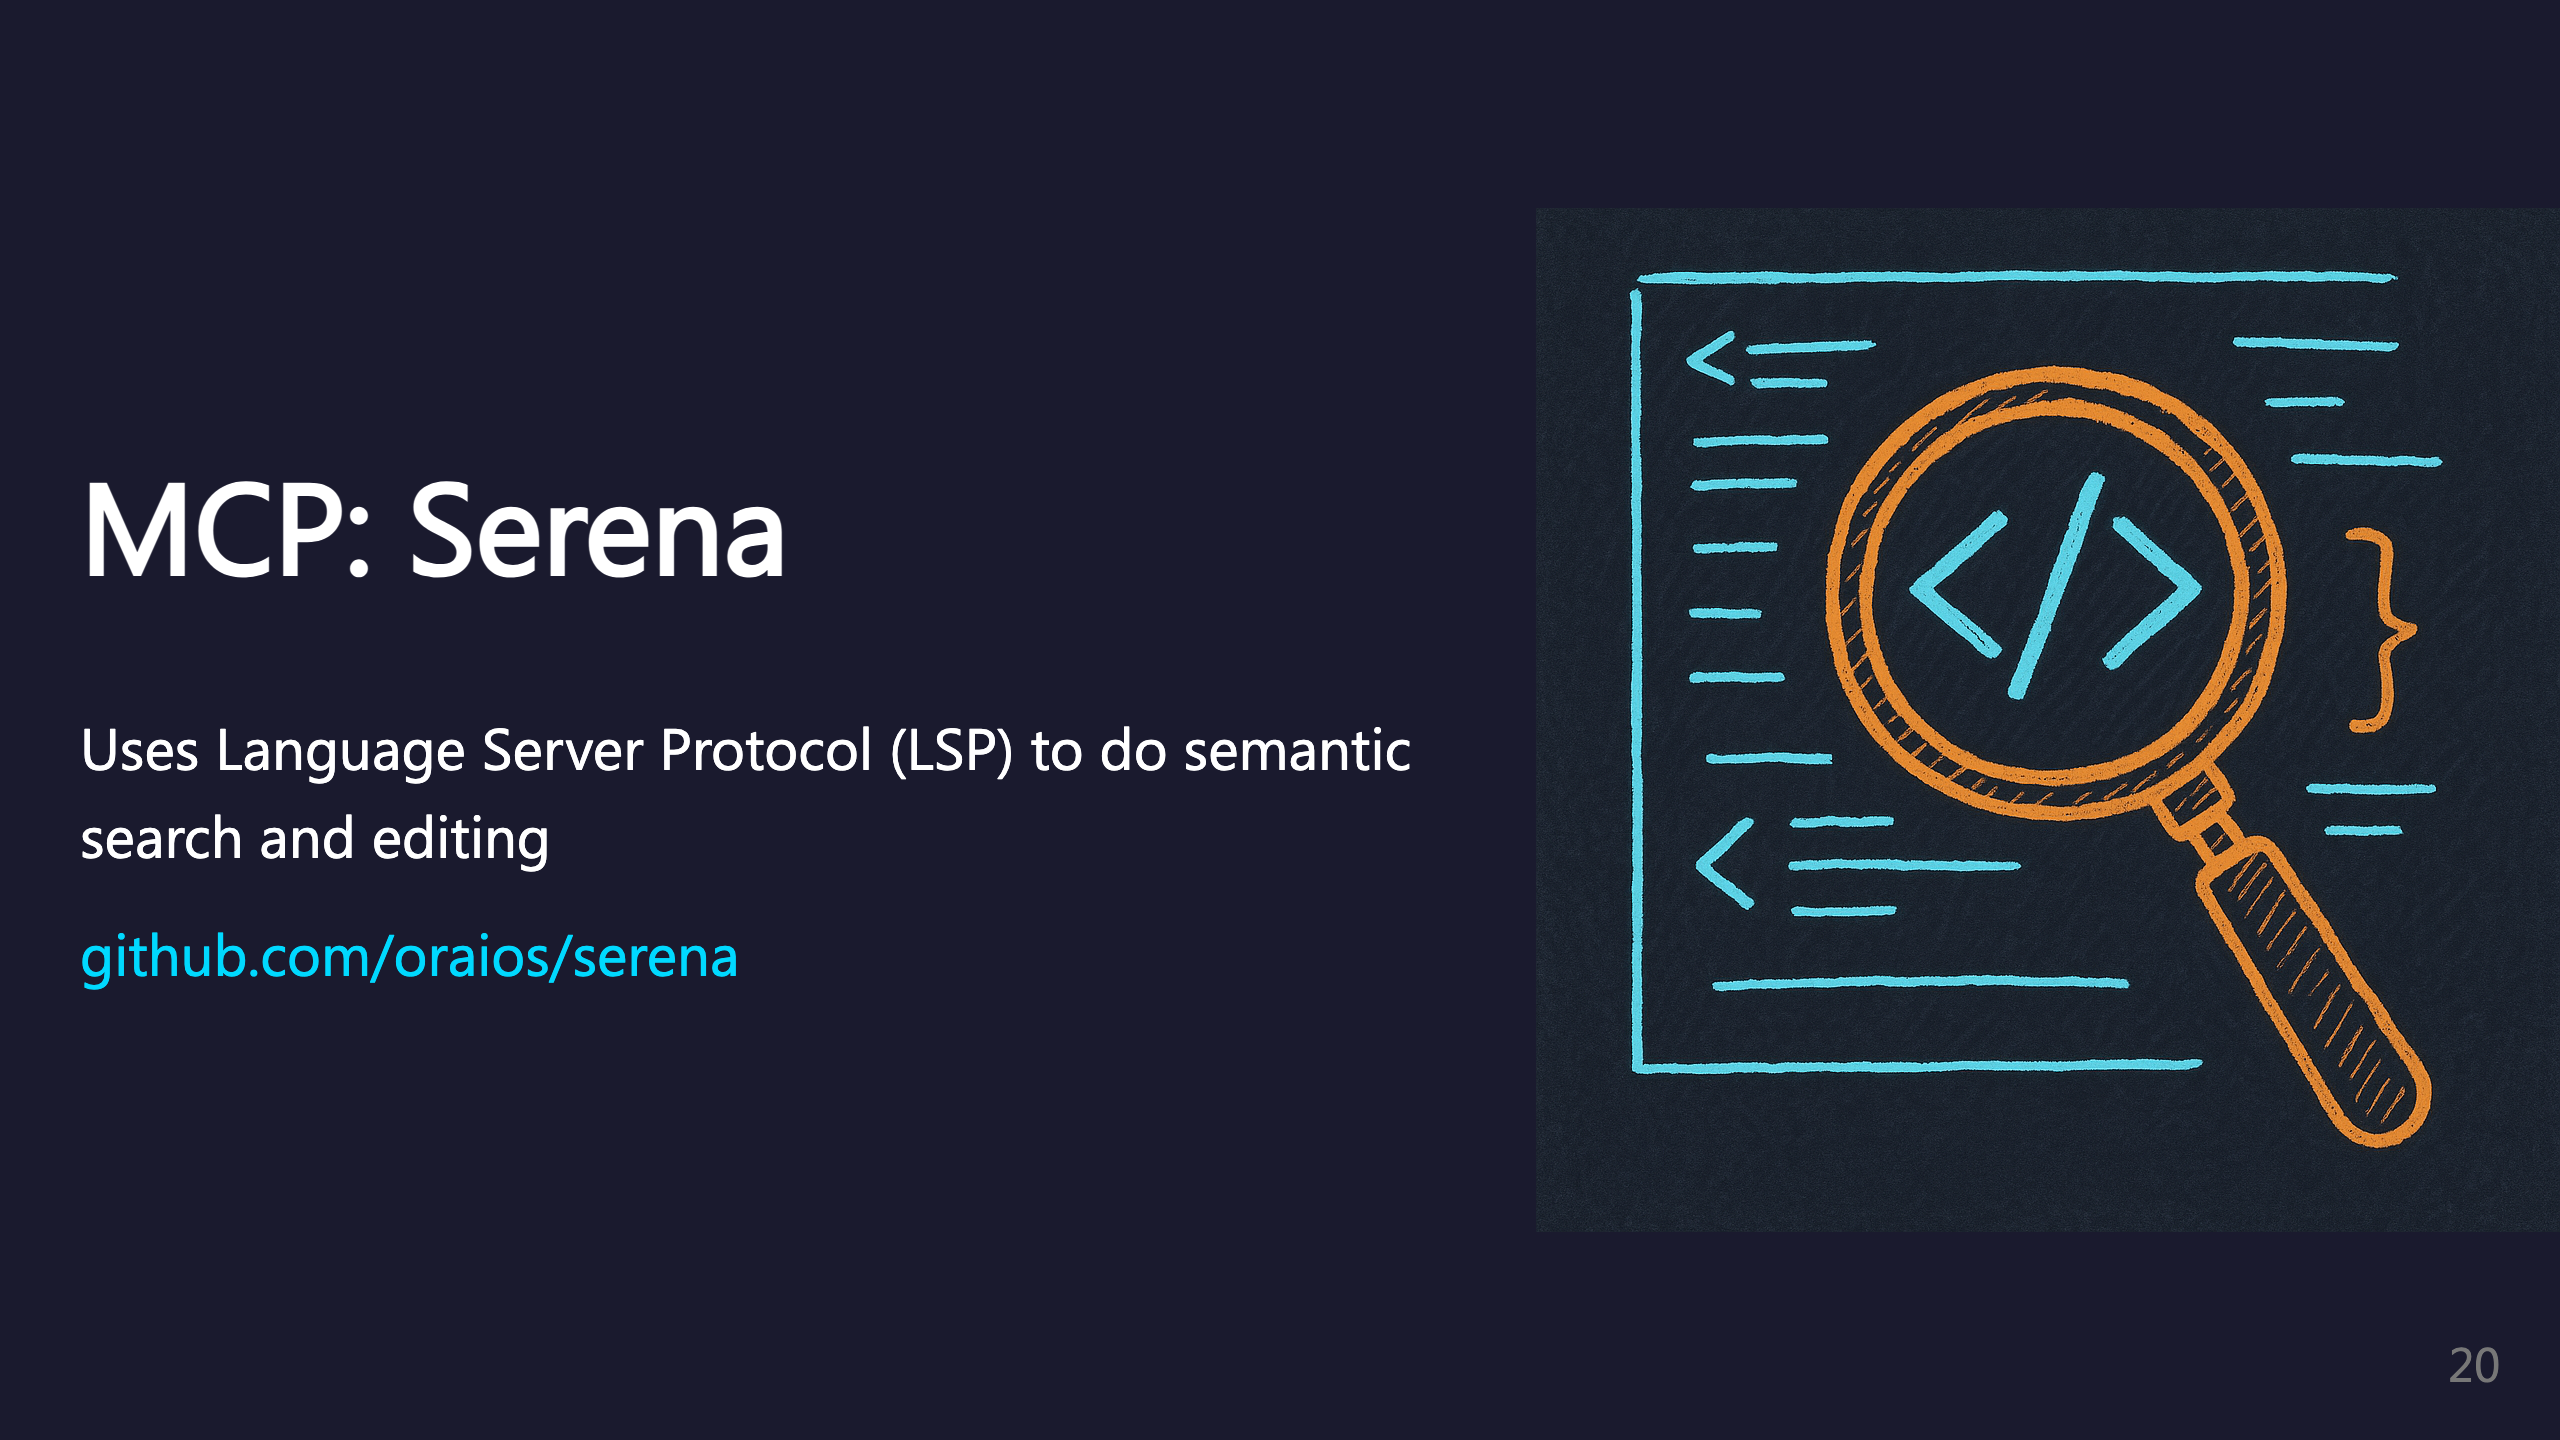 MCP: Serena
Uses Language Server Protocol (LSP) to do semantic
search and editing
github.com/oraios/serena
</>
20